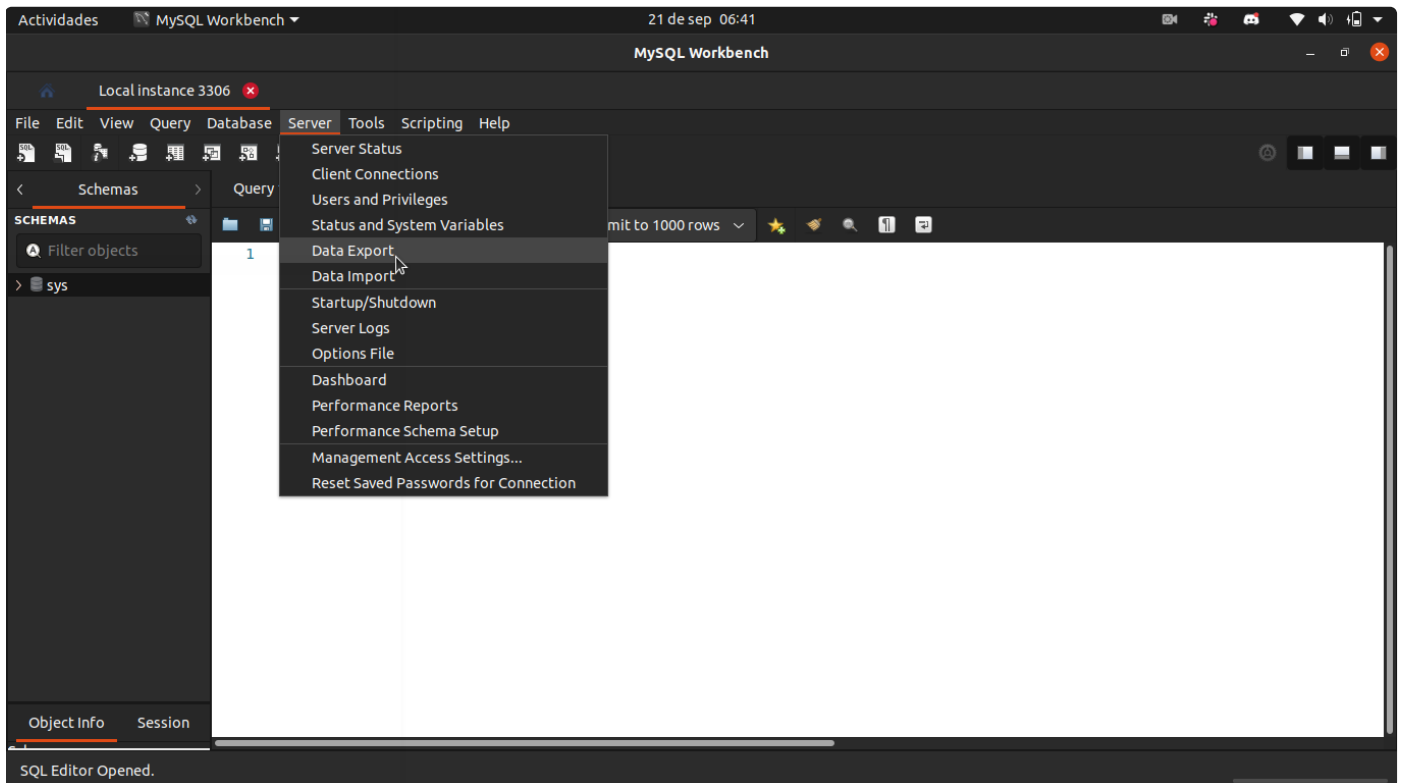 Actividades MySQL Workbench 21 de sep 06:41
MySQL Workbench
Local instance 3306
File Edit View Query Database Server Tools Scripting Help
Server Status
Client Connections
Users and Privileges
Status and System Variables
Data Export
Data Import
Startup/Shutdown
Server Logs
Options File
Dashboard
Performance Reports
Performance Schema Setup
Management Access Settings...
Reset Saved Passwords for Connection
Schemas
Query
SCHEMAS
mit to 1000 rows
Filter objects
1
sys
Object Info Session
SQL Editor Opened.